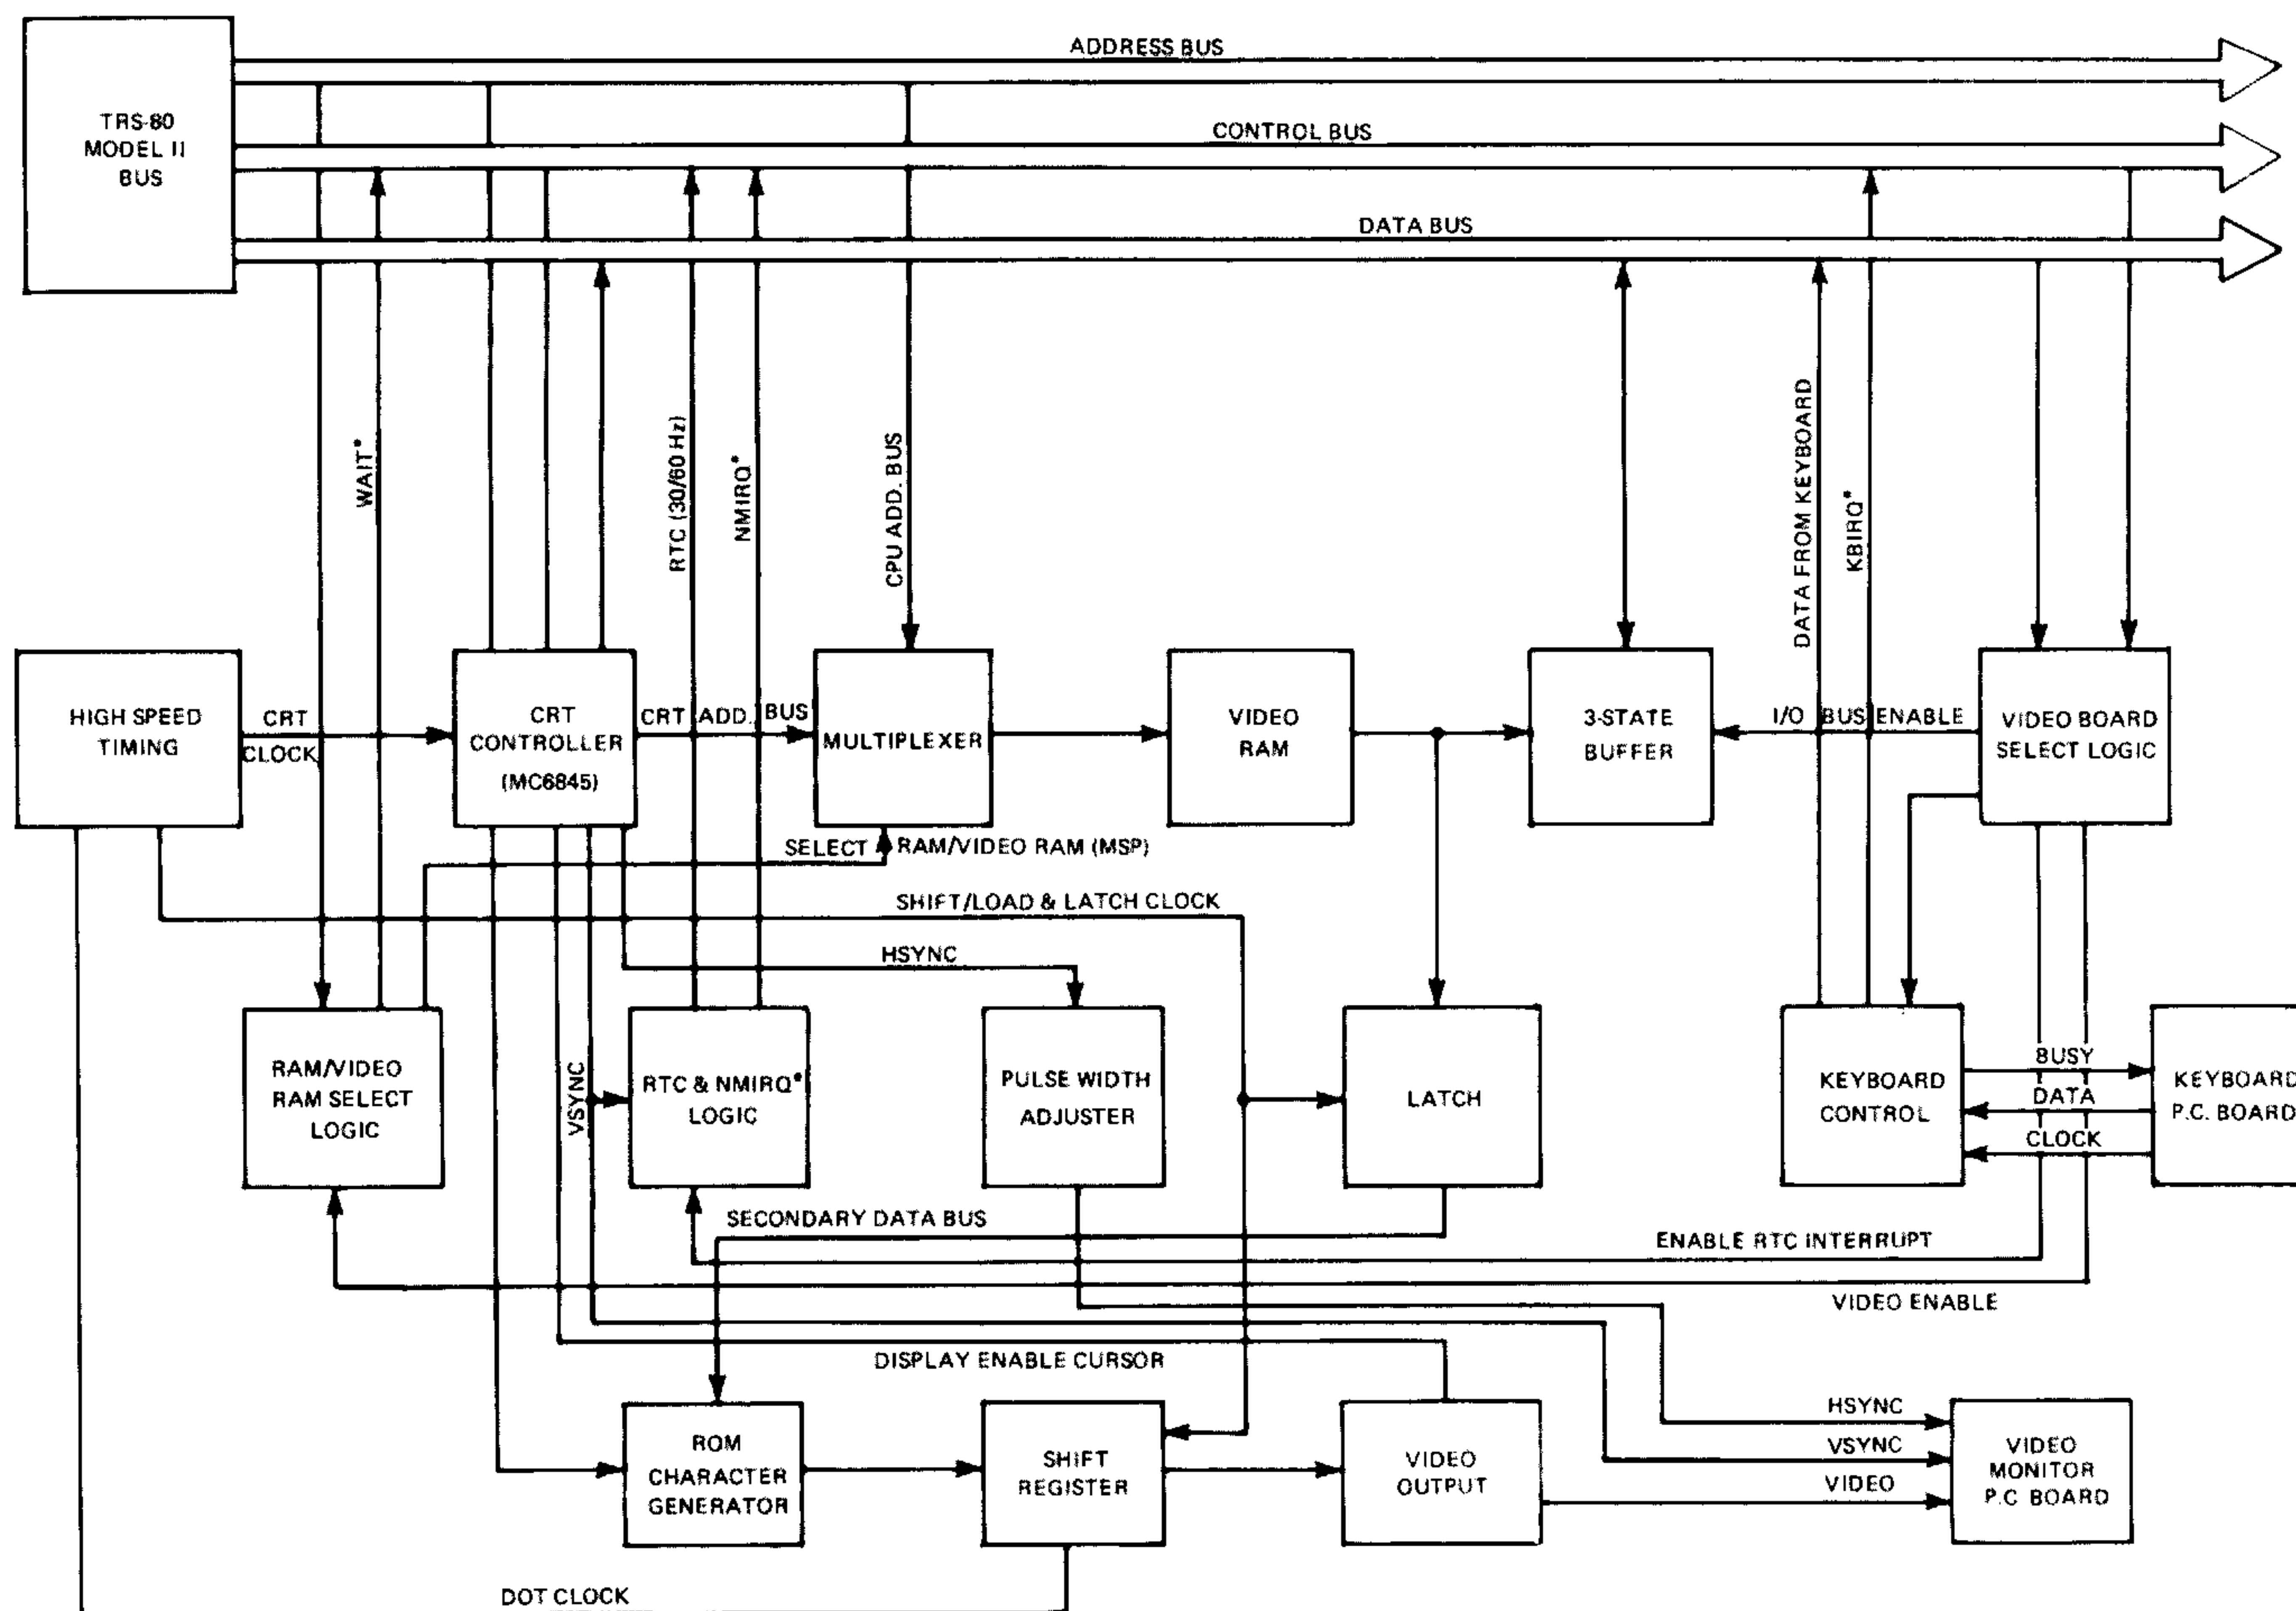 ADDRESS BUS
TRS-80
MODEL II
BUS
CONTROL BUS
DATA BUS
WAIT*
RTC (30/60 Hz)
NMIRQ*
CPU ADD. BUS
DATA FROM KEYBOARD
KBIRQ*
HIGH SPEED
TIMING
CRT
CLOCK
CRT
CONTROLLER
(MC6845)
CRT ADD. BUS
MULTIPLEXER
VIDEO
RAM
3-STATE
BUFFER
I/O BUS ENABLE
VIDEO BOARD
SELECT LOGIC
SELECT RAM/VIDEO RAM (MSP)
SHIFT/LOAD & LATCH CLOCK
HSYNC
RAM/VIDEO
RAM SELECT
LOGIC
VSYNC
RTC & NMIRQ*
LOGIC
PULSE WIDTH
ADJUSTER
LATCH
KEYBOARD
CONTROL
BUSY
DATA
CLOCK
KEYBOARD
P.C. BOARD
SECONDARY DATA BUS
ENABLE RTC INTERRUPT
VIDEO ENABLE
DISPLAY ENABLE CURSOR
ROM
CHARACTER
GENERATOR
SHIFT
REGISTER
VIDEO
OUTPUT
HSYNC
VSYNC
VIDEO
VIDEO
MONITOR
P.C BOARD
DOT CLOCK